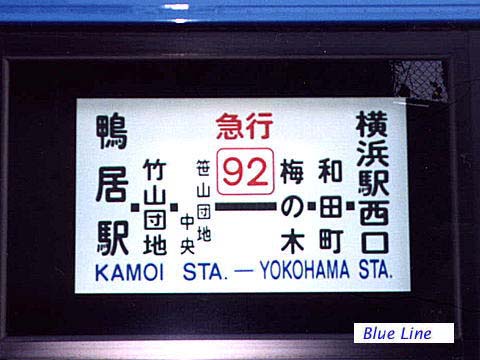 急行
92
鴨居駅
竹山団地
中央
笹山団地
梅の木
和田町
横浜駅西口
KAMOI STA. — YOKOHAMA STA.
Blue Line